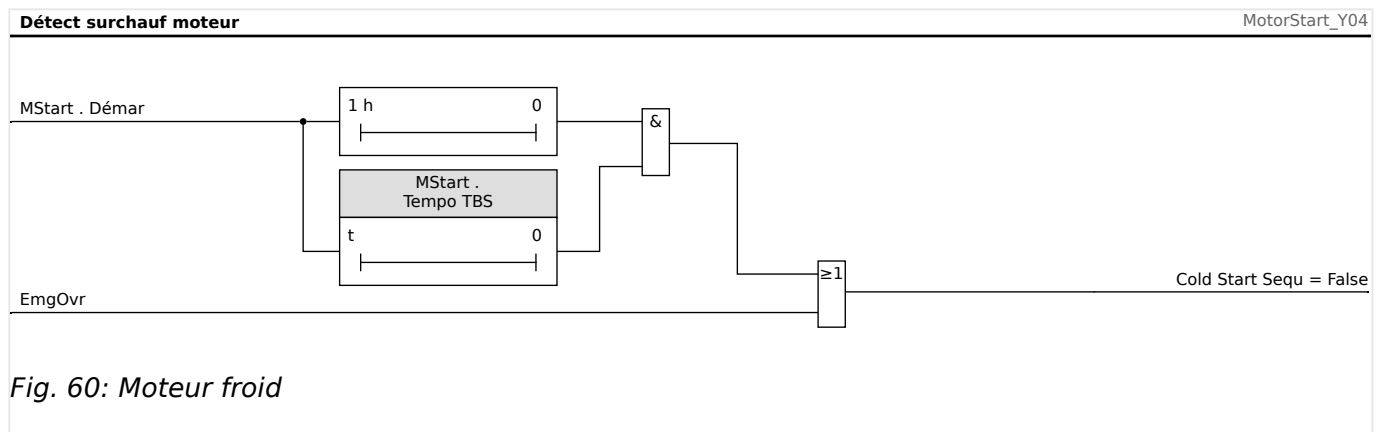 Détect surchauf moteur
MotorStart_Y04
MStart . Démar
1 h 0
&
MStart .
Tempo TBS
t 0
≥1
EmgOvr
Cold Start Sequ = False
Fig. 60: Moteur froid